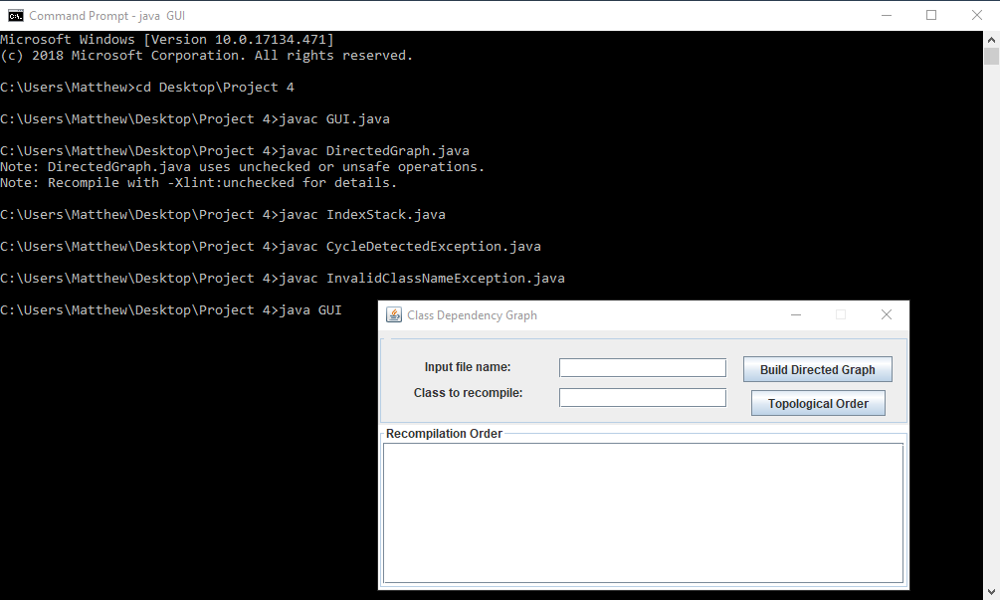 Command Prompt - java  GUI
Microsoft Windows [Version 10.0.17134.471]
(c) 2018 Microsoft Corporation. All rights reserved.
C:\Users\Matthew>cd Desktop\Project 4
C:\Users\Matthew\Desktop\Project 4>javac GUI.java
C:\Users\Matthew\Desktop\Project 4>javac DirectedGraph.java
Note: DirectedGraph.java uses unchecked or unsafe operations.
Note: Recompile with -Xlint:unchecked for details.
C:\Users\Matthew\Desktop\Project 4>javac IndexStack.java
C:\Users\Matthew\Desktop\Project 4>javac CycleDetectedException.java
C:\Users\Matthew\Desktop\Project 4>javac InvalidClassNameException.java
C:\Users\Matthew\Desktop\Project 4>java GUI
Class Dependency Graph
Input file name:
Build Directed Graph
Class to recompile:
Topological Order
Recompilation Order